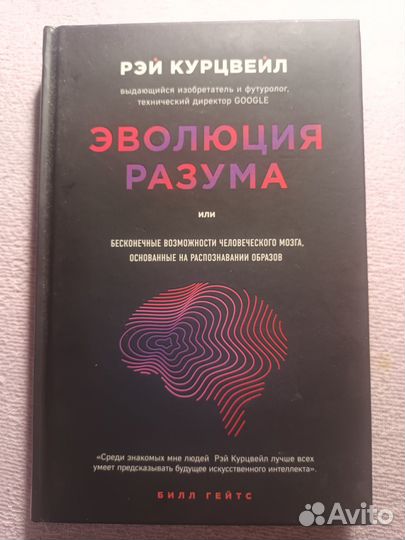 РЭЙ КУРЦВЕЙЛ
выдающийся изобретатель и футуролог,
технический директор GOOGLE
ЭВОЛЮЦИЯ
РАЗУМА
или
БЕСКОНЕЧНЫЕ ВОЗМОЖНОСТИ ЧЕЛОВЕЧЕСКОГО МОЗГА,
ОСНОВАННЫЕ НА РАСПОЗНАВАНИИ ОБРАЗОВ
«Среди знакомых мне людей Рэй Курцвейл лучше всех
умеет предсказывать будущее искусственного интеллекта».
БИЛЛ ГЕЙТС
Avito